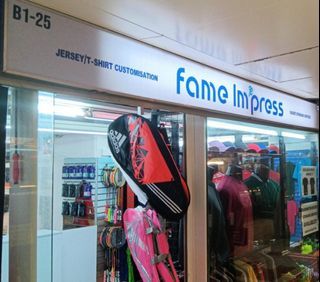 B1-25
JERSEY/T-SHIRT CUSTOMISATION
fame Impress
adidas